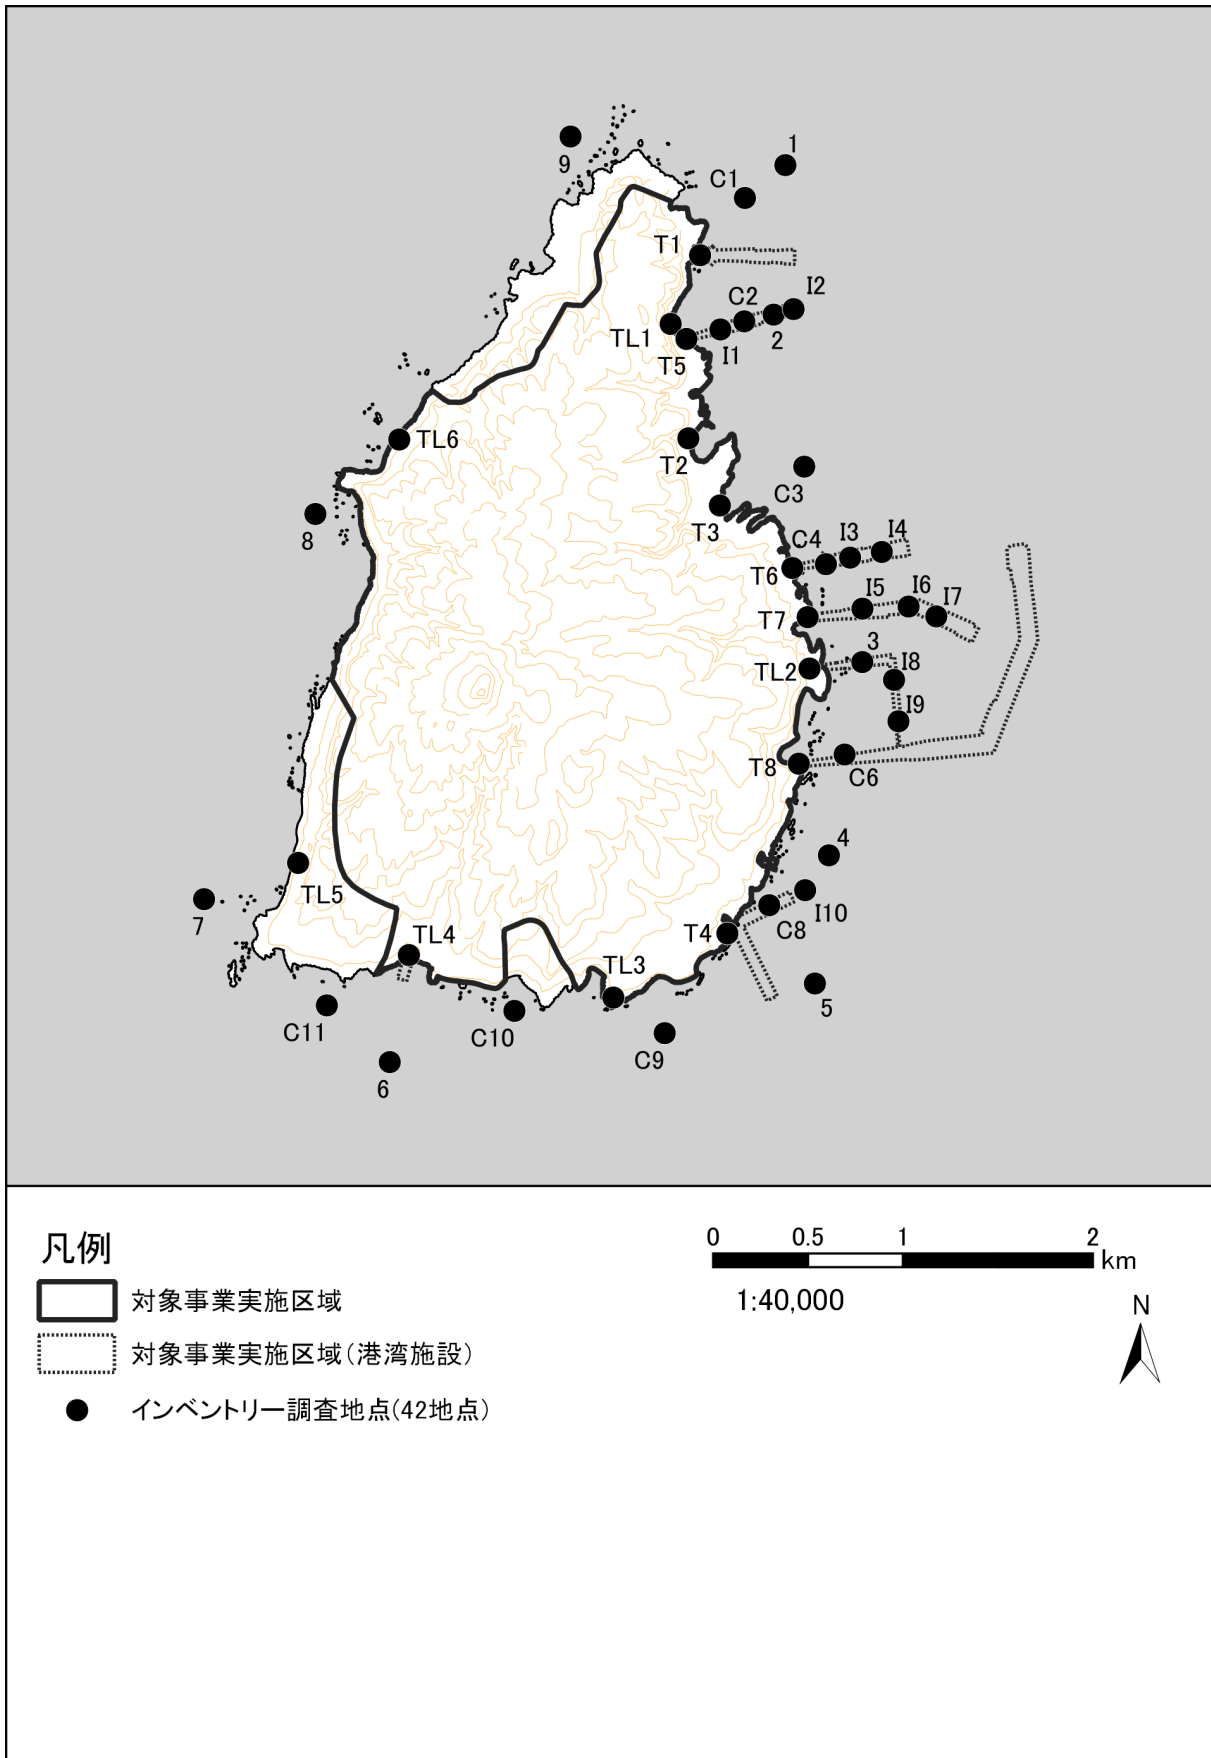 9
1
C1
T1
I2
C2
2
TL1
I1
T5
TL6
T2
C3
8
T3
C4
I3
I4
T6
I5
I6
I7
T7
3
TL2
I8
I9
T8
C6
4
TL5
7
I10
C8
TL4
T4
TL3
5
C11
C10
C9
6
凡例
対象事業実施区域
対象事業実施区域(港湾施設)
インベントリー調査地点(42地点)
0 0.5 1 2
km
1:40,000
N